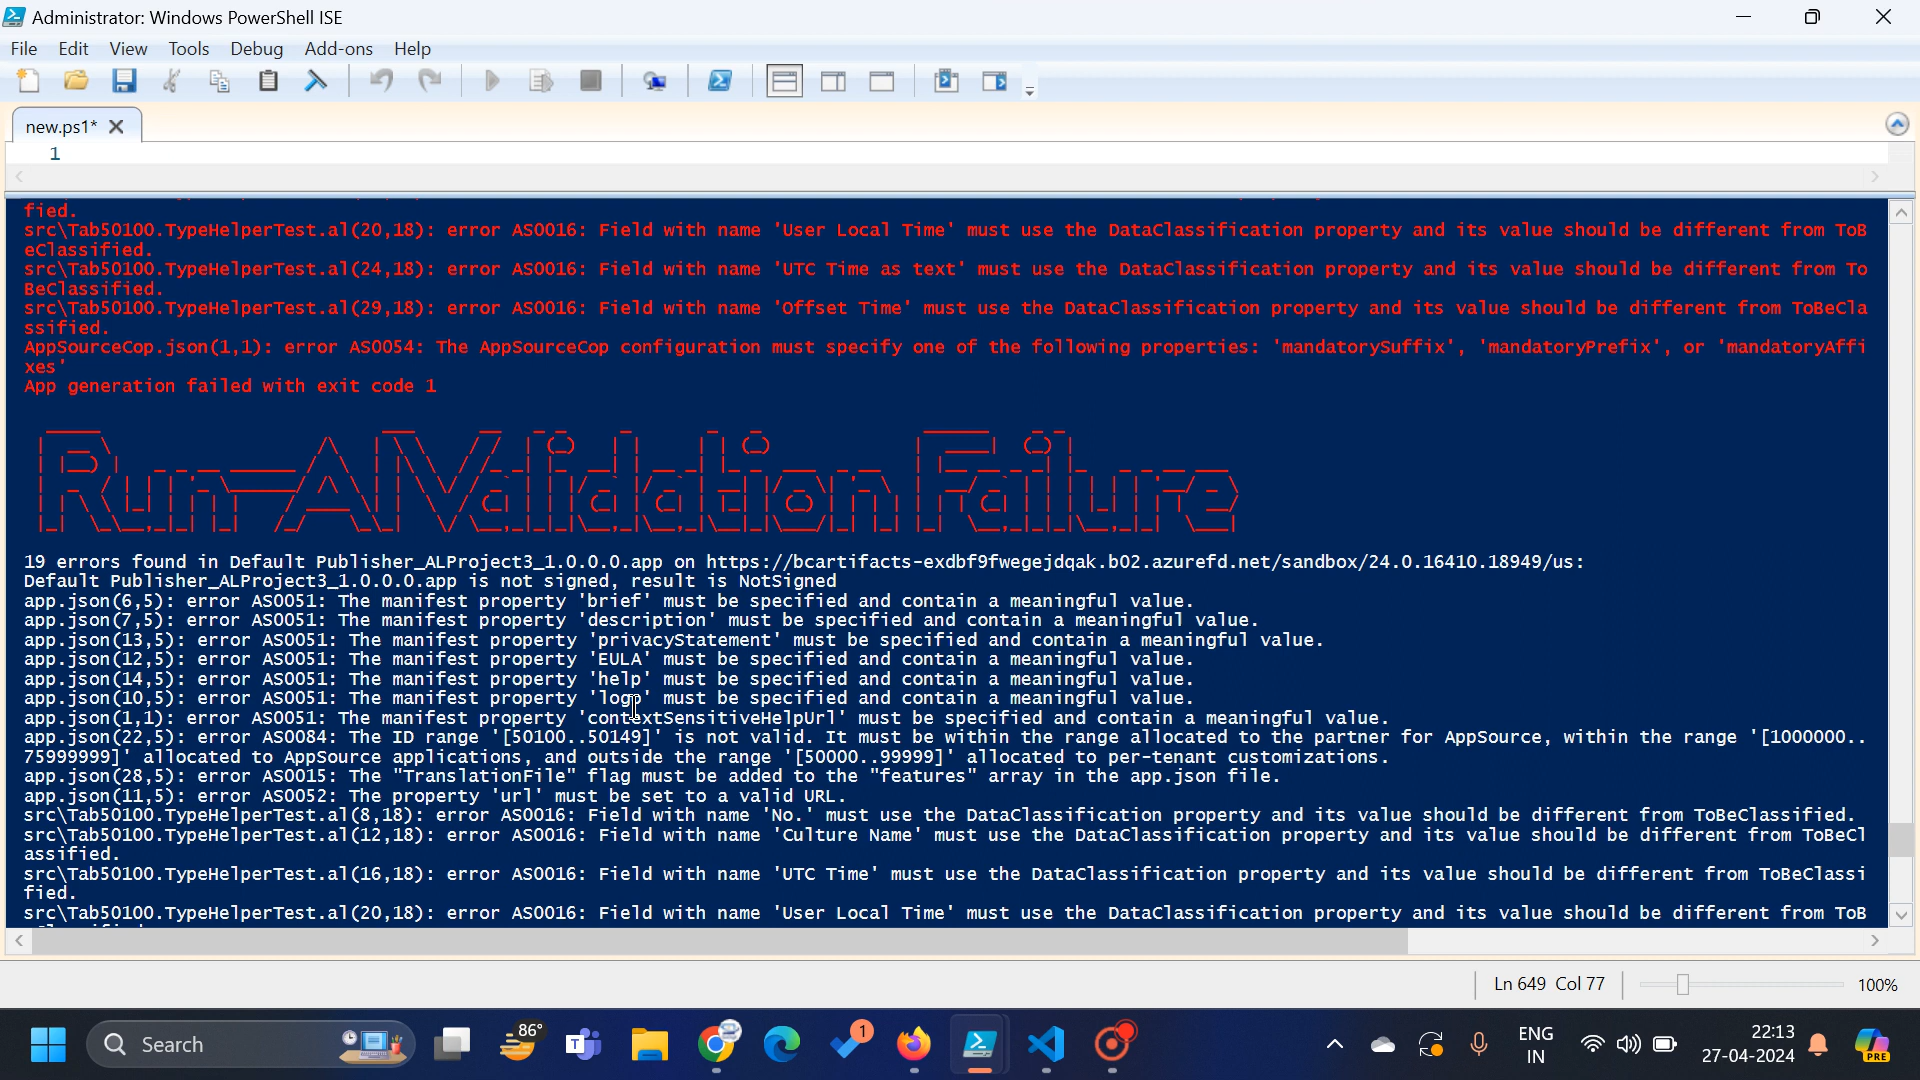 Administrator: Windows PowerShell ISE
File Edit View Tools Debug Add-ons Help
new.ps1*
1
fied.
src\Tab50100.TypeHelperTest.al(20,18): error AS0016: Field with name 'User Local Time' must use the DataClassification property and its value should be different from ToB
eClassified.
src\Tab50100.TypeHelperTest.al(24,18): error AS0016: Field with name 'UTC Time as text' must use the DataClassification property and its value should be different from To
BeClassified.
src\Tab50100.TypeHelperTest.al(29,18): error AS0016: Field with name 'Offset Time' must use the DataClassification property and its value should be different from ToBeCla
ssified.
AppSourceCop.json(1,1): error AS0054: The AppSourceCop configuration must specify one of the following properties: 'mandatorySuffix', 'mandatoryPrefix', or 'mandatoryAffi
xes'
App generation failed with exit code 1
Run-AlValidation Failure
19 errors found in Default Publisher_ALProject3_1.0.0.0.app on https://bcartifacts-exdbf9fwegejdqak.b02.azurefd.net/sandbox/24.0.16410.18949/us:
Default Publisher_ALProject3_1.0.0.0.app is not signed, result is NotSigned
app.json(6,5): error AS0051: The manifest property 'brief' must be specified and contain a meaningful value.
app.json(7,5): error AS0051: The manifest property 'description' must be specified and contain a meaningful value.
app.json(13,5): error AS0051: The manifest property 'privacyStatement' must be specified and contain a meaningful value.
app.json(12,5): error AS0051: The manifest property 'EULA' must be specified and contain a meaningful value.
app.json(14,5): error AS0051: The manifest property 'help' must be specified and contain a meaningful value.
app.json(10,5): error AS0051: The manifest property 'logo' must be specified and contain a meaningful value.
app.json(1,1): error AS0051: The manifest property 'contextSensitiveHelpUrl' must be specified and contain a meaningful value.
app.json(22,5): error AS0084: The ID range '[50100..50149]' is not valid. It must be within the range allocated to the partner for AppSource, within the range '[1000000..
75999999]' allocated to AppSource applications, and outside the range '[50000..99999]' allocated to per-tenant customizations.
app.json(28,5): error AS0015: The "TranslationFile" flag must be added to the "features" array in the app.json file.
app.json(11,5): error AS0052: The property 'url' must be set to a valid URL.
src\Tab50100.TypeHelperTest.al(8,18): error AS0016: Field with name 'No.' must use the DataClassification property and its value should be different from ToBeClassified.
src\Tab50100.TypeHelperTest.al(12,18): error AS0016: Field with name 'Culture Name' must use the DataClassification property and its value should be different from ToBeCl
assified.
src\Tab50100.TypeHelperTest.al(16,18): error AS0016: Field with name 'UTC Time' must use the DataClassification property and its value should be different from ToBeClassi
fied.
src\Tab50100.TypeHelperTest.al(20,18): error AS0016: Field with name 'User Local Time' must use the DataClassification property and its value should be different from ToB
Ln 649 Col 77
100%
Search
86°
1
ENG
IN
22:13
27-04-2024
PRE